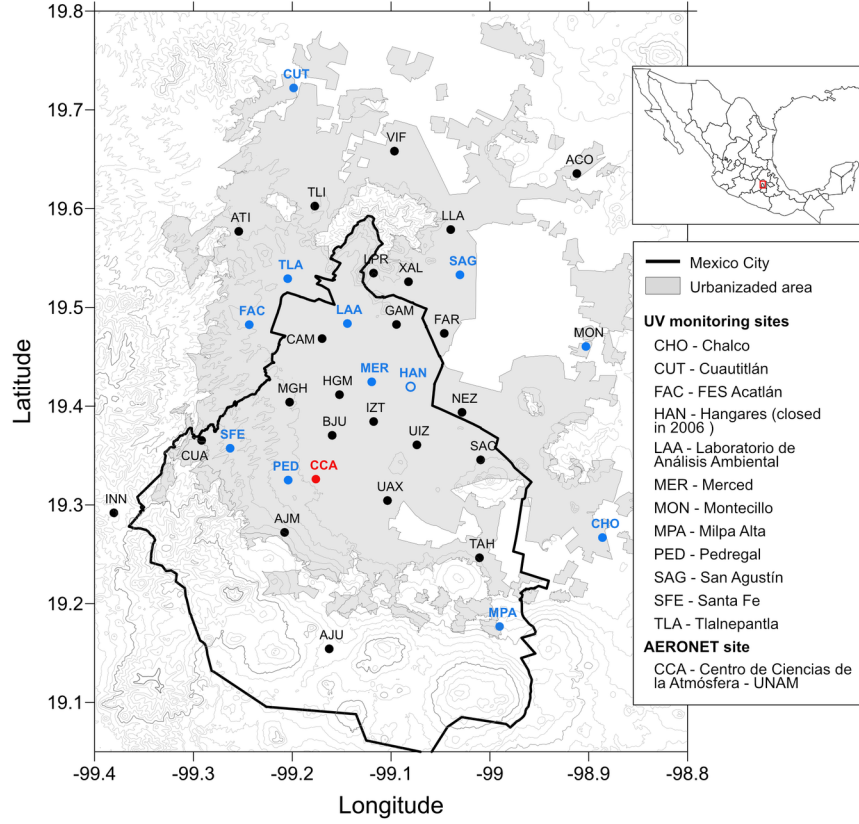 19.8
19.7
19.6
19.5
19.4
19.3
19.2
19.1
Latitude
-99.4
-99.3
-99.2
-99.1
-99
-98.9
-98.8
Longitude
CUT
VIF
ACO
TLI
ATI
LLA
TLA
LPR
XAL
SAG
FAC
LAA
GAM
FAR
CAM
MON
MER
HAN
MGH
HGM
IZT
NEZ
BJU
SFE
UIZ
CUA
SAC
PED
CCA
UAX
INN
AJM
CHO
TAH
MPA
AJU
Mexico City
Urbanizaded area
UV monitoring sites
CHO - Chalco
CUT - Cuautitlán
FAC - FES Acatlán
HAN - Hangares (closed
in 2006 )
LAA - Laboratorio de
Análisis Ambiental
MER - Merced
MON - Montecillo
MPA - Milpa Alta
PED - Pedregal
SAG - San Agustín
SFE - Santa Fe
TLA - Tlalnepantla
AERONET site
CCA - Centro de Ciencias de
la Atmósfera - UNAM